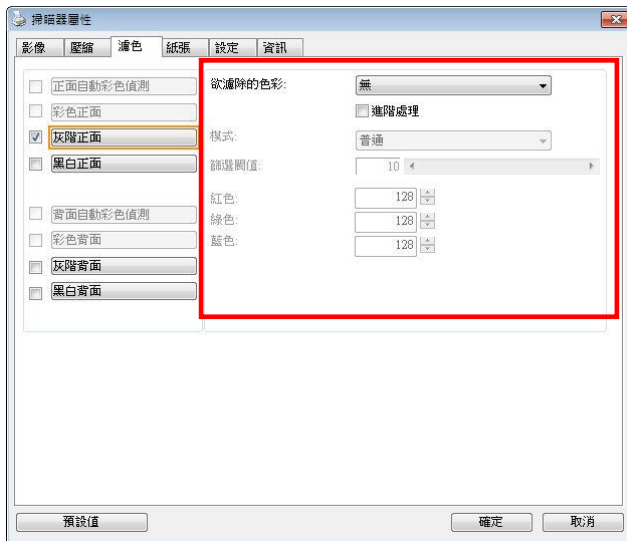 掃瞄器屬性
影像 壓縮 濾色 紙張 設定 資訊
正面自動彩色偵測
彩色正面
灰階正面
黑白正面
背面自動彩色偵測
彩色背面
灰階背面
黑白背面
欲濾除的色彩: 無
進階處理
模式: 普通
篩選閥值: 10
紅色: 128
綠色: 128
藍色: 128
預設值 確定 取消